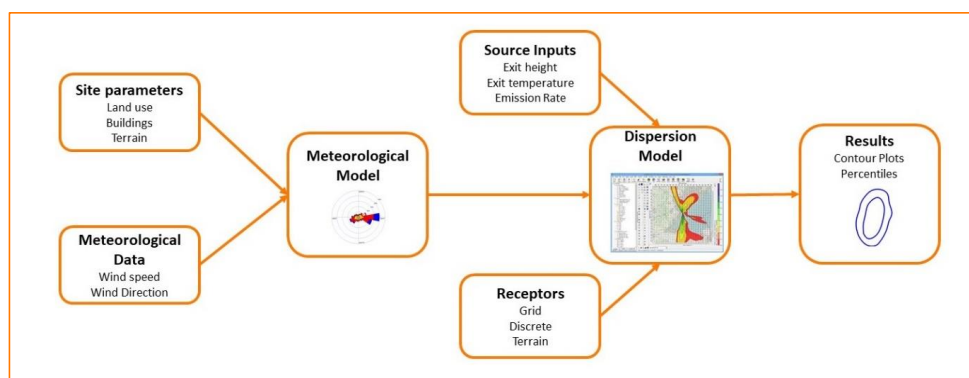 Site parameters
Land use
Buildings
Terrain
Meteorological
Data
Wind speed
Wind Direction
Meteorological
Model
Source Inputs
Exit height
Exit temperature
Emission Rate
Dispersion
Model
Receptors
Grid
Discrete
Terrain
Results
Contour Plots
Percentiles